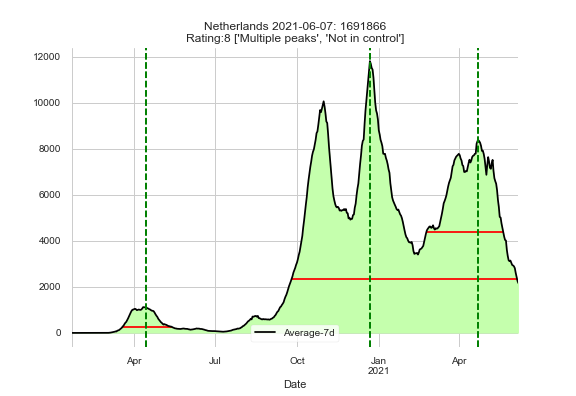 Netherlands 2021-06-07: 1691866
Rating:8 ['Multiple peaks', 'Not in control']
12000
10000
8000
6000
4000
2000
0
Average-7d
Apr
Jul
Oct
Jan
2021
Apr
Date